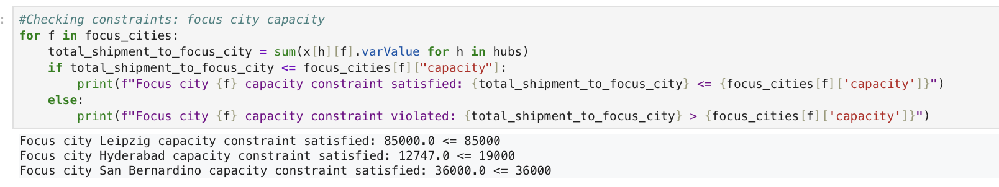 :
#Checking constraints: focus city capacity
for f in focus_cities:
    total_shipment_to_focus_city = sum(x[h][f].varValue for h in hubs)
    if total_shipment_to_focus_city <= focus_cities[f]["capacity"]:
        print(f"Focus city {f} capacity constraint satisfied: {total_shipment_to_focus_city} <= {focus_cities[f]['capacity']}")
    else:
        print(f"Focus city {f} capacity constraint violated: {total_shipment_to_focus_city} > {focus_cities[f]['capacity']}")
Focus city Leipzig capacity constraint satisfied: 85000.0 <= 85000
Focus city Hyderabad capacity constraint satisfied: 12747.0 <= 19000
Focus city San Bernardino capacity constraint satisfied: 36000.0 <= 36000